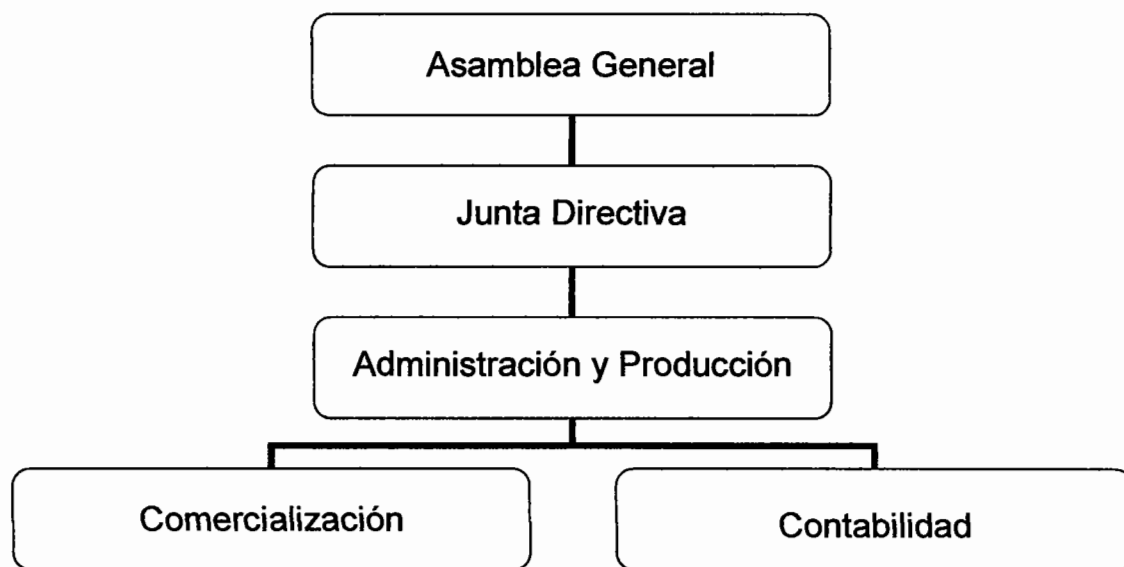 Asamblea General
Junta Directiva
Administración y Producción
Comercialización
Contabilidad